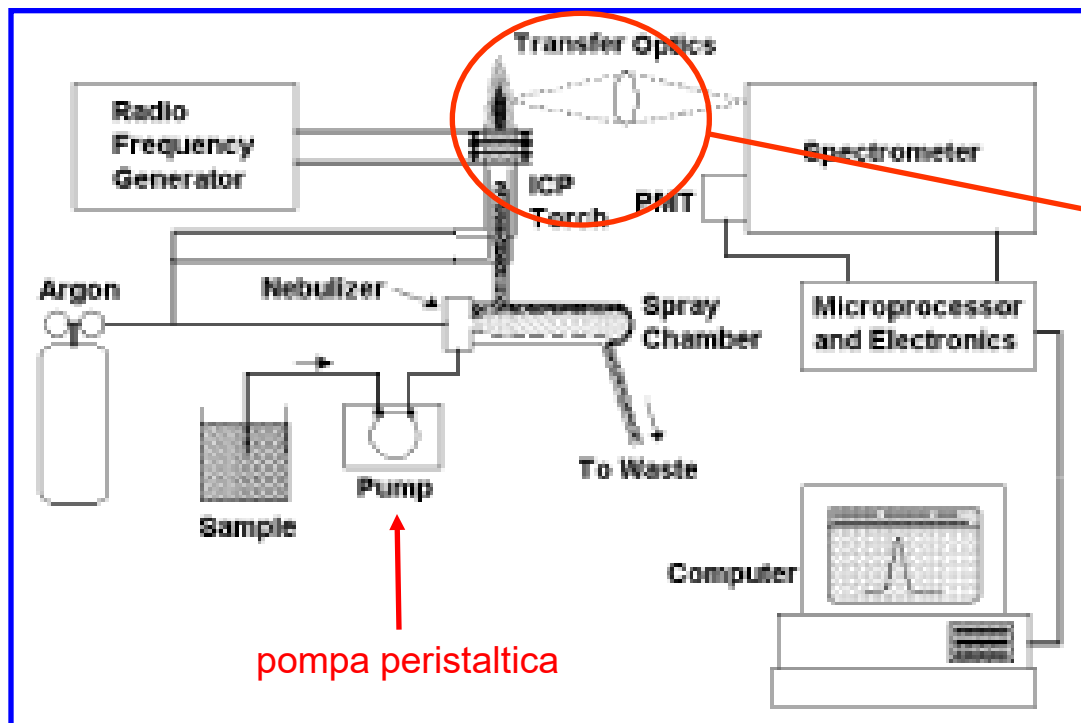 Transfer Optics
Radio
Frequency
Generator
Spectrometer
ICP
Torch
PMT
Argon
Nebulizer
Spray
Chamber
Microprocessor
and Electronics
To Waste
Pump
Sample
Computer
pompa peristaltica